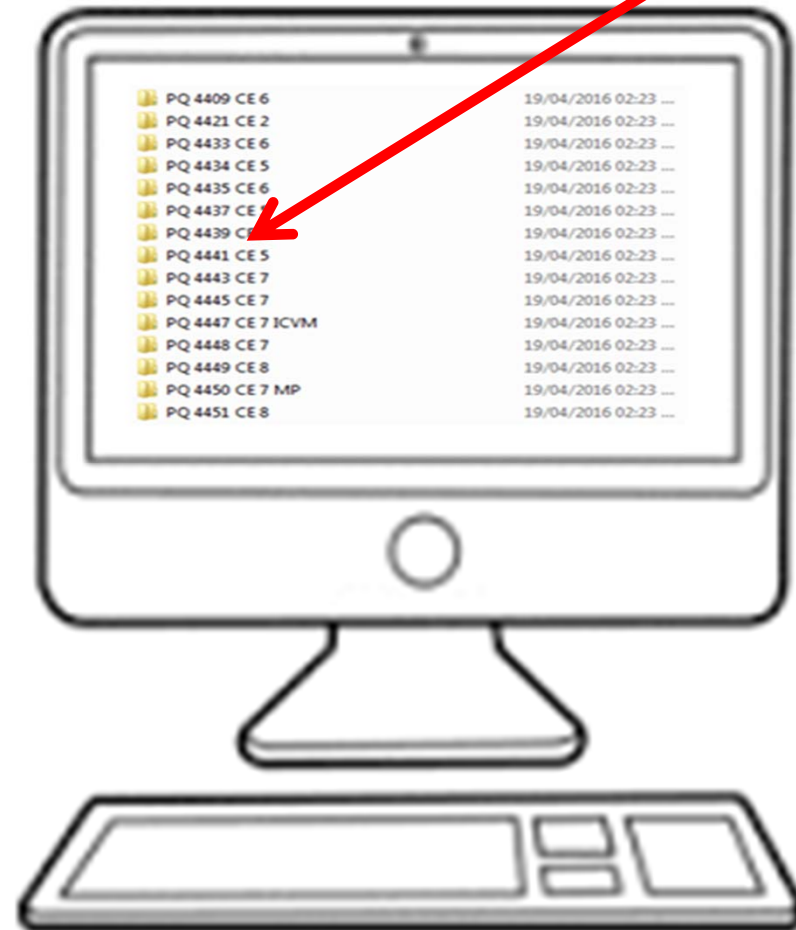 PQ 4409 CE 6 19/04/2016 02:23 ...
PQ 4421 CE 2 19/04/2016 02:23 ...
PQ 4433 CE 6 19/04/2016 02:23 ...
PQ 4434 CE 5 19/04/2016 02:23 ...
PQ 4435 CE 6 19/04/2016 02:23 ...
PQ 4437 CE 19/04/2016 02:23 ...
PQ 4439 19/04/2016 02:23 ...
PQ 4441 CE 5 19/04/2016 02:23 ...
PQ 4443 CE 7 19/04/2016 02:23 ...
PQ 4445 CE 7 19/04/2016 02:23 ...
PQ 4447 CE 7 ICVM 19/04/2016 02:23 ...
PQ 4448 CE 7 19/04/2016 02:23 ...
PQ 4449 CE 8 19/04/2016 02:23 ...
PQ 4450 CE 7 MP 19/04/2016 02:23 ...
PQ 4451 CE 8 19/04/2016 02:23 ...